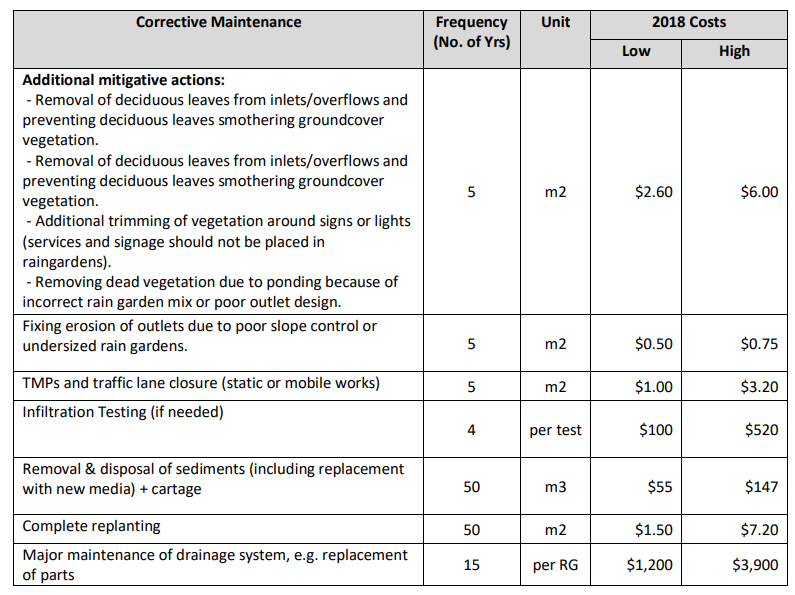 Corrective Maintenance
Frequency
(No. of Yrs)
Unit
2018 Costs
Low
High
Additional mitigative actions:
- Removal of deciduous leaves from inlets/overflows and
preventing deciduous leaves smothering groundcover
vegetation.
- Removal of deciduous leaves from inlets/overflows and
preventing deciduous leaves smothering groundcover
vegetation.
- Additional trimming of vegetation around signs or lights
(services and signage should not be placed in
raingardens).
- Removing dead vegetation due to ponding because of
incorrect rain garden mix or poor outlet design.
5
m2
$2.60
$6.00
Fixing erosion of outlets due to poor slope control or
undersized rain gardens.
5
m2
$0.50
$0.75
TMPs and traffic lane closure (static or mobile works)
5
m2
$1.00
$3.20
Infiltration Testing (if needed)
4
per test
$100
$520
Removal & disposal of sediments (including replacement
with new media) + cartage
50
m3
$55
$147
Complete replanting
50
m2
$1.50
$7.20
Major maintenance of drainage system, e.g. replacement
of parts
15
per RG
$1,200
$3,900